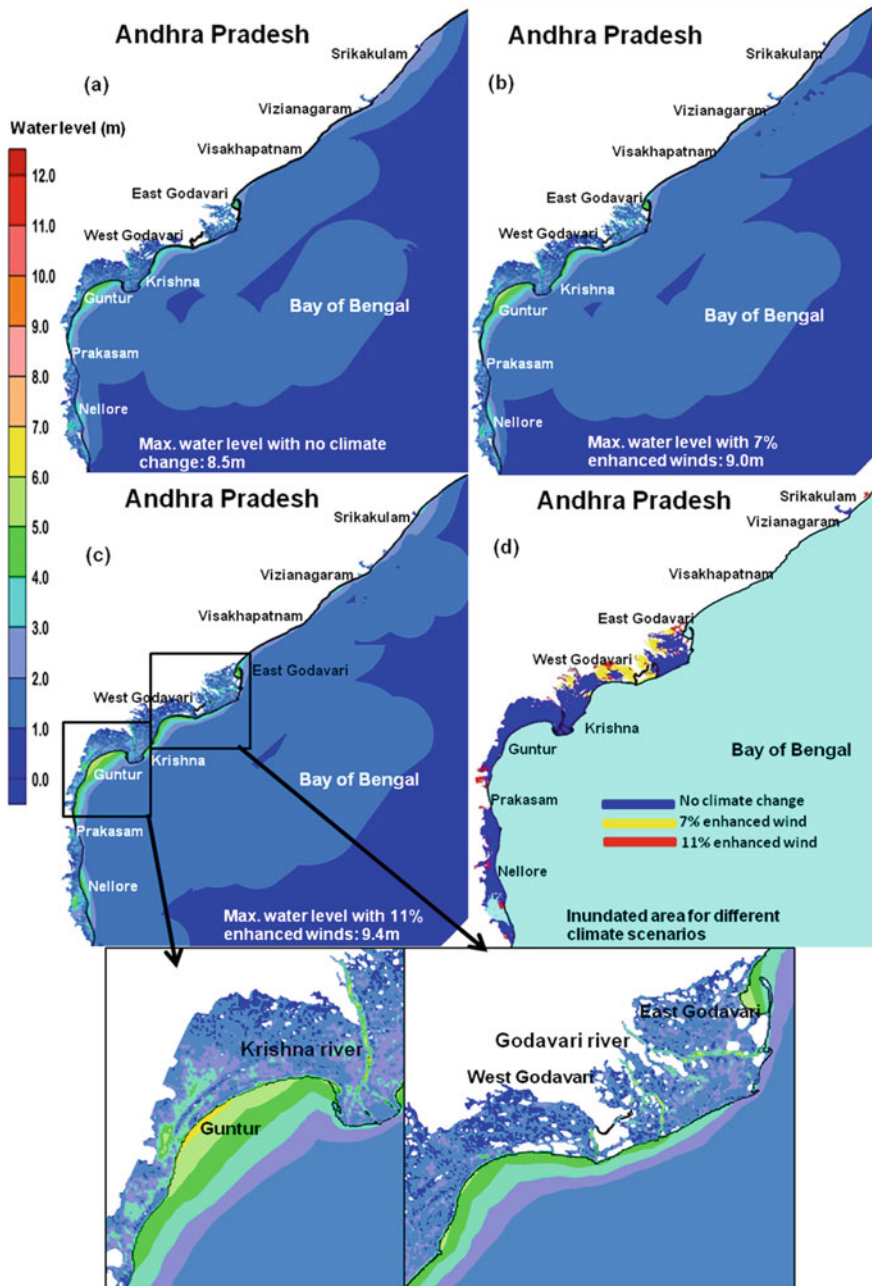 Andhra Pradesh
Srikakulam
(a)
Vizianagaram
Water level (m)
Visakhapatnam
East Godavari
West Godavari
Krishna
Guntur
Bay of Bengal
Prakasam
Nellore
Max. water level with no climate
change: 8.5m
12.0
11.0
10.0
9.0
8.0
7.0
6.0
5.0
4.0
3.0
2.0
1.0
0.0
Andhra Pradesh
Srikakulam
(b)
Vizianagaram
Visakhapatnam
East Godavari
West Godavari
Krishna
Guntur
Bay of Bengal
Prakasam
Nellore
Max. water level with 7%
enhanced winds: 9.0m
Andhra Pradesh
Srikakulam
(c)
Vizianagaram
Visakhapatnam
East Godavari
West Godavari
Krishna
Guntur
Bay of Bengal
Prakasam
Nellore
Max. water level with 11%
enhanced winds: 9.4m
Andhra Pradesh
Srikakulam
Vizianagaram
(d)
Visakhapatnam
East Godavari
West Godavari
Krishna
Guntur
Bay of Bengal
Prakasam
No climate change
7% enhanced wind
11% enhanced wind
Nellore
Inundated area for different
climate scenarios
Krishna river
Guntur
East Godavari
Godavari river
West Godavari